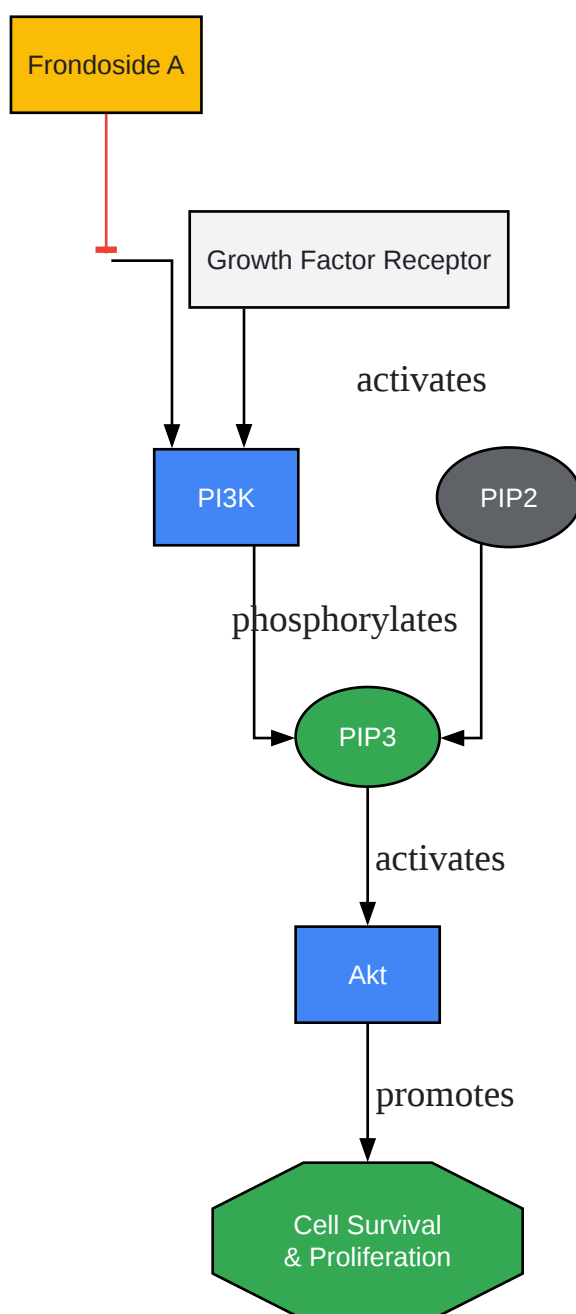 Frondoside A
Growth Factor Receptor
activates
PI3K
PIP2
phosphorylates
PIP3
activates
Akt
promotes
Cell Survival
& Proliferation